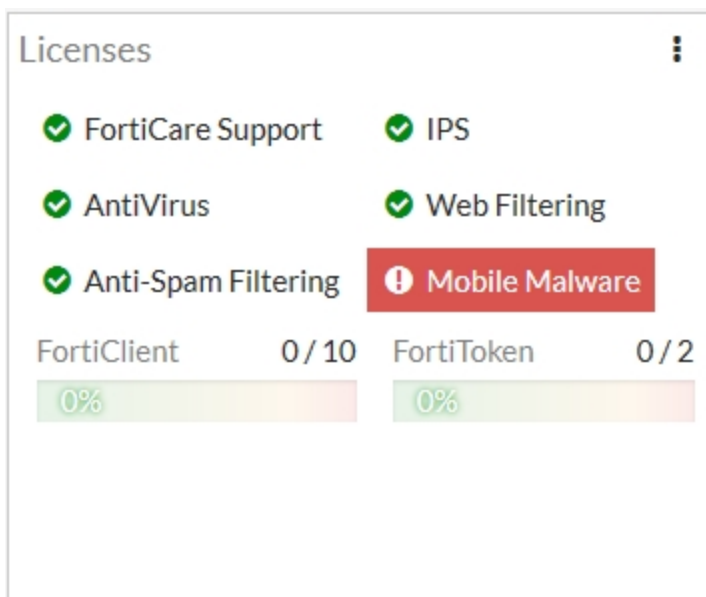 Licenses
FortiCare Support IPS
AntiVirus Web Filtering
Anti-Spam Filtering Mobile Malware
FortiClient 0 / 10 FortiToken 0 / 2
0% 0%